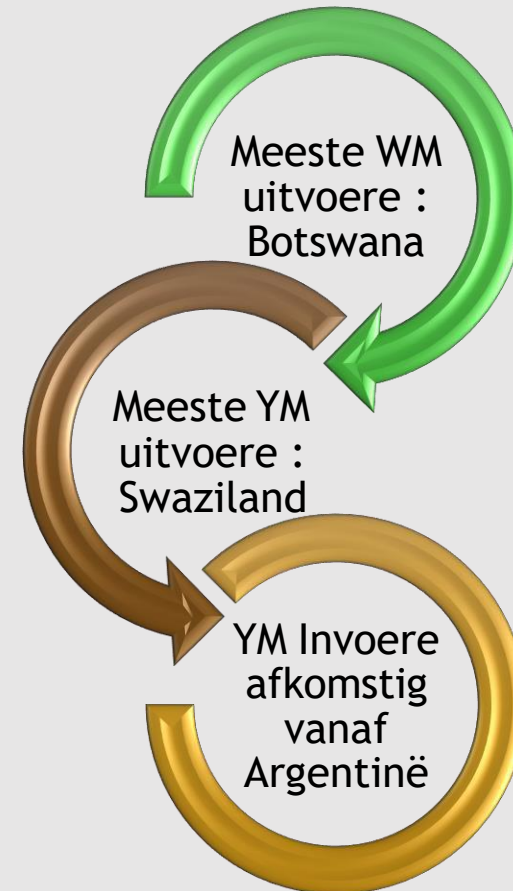 Meeste WM
uitvoere :
Botswana
Meeste YM
uitvoere :
Swaziland
YM Invoere
afkomstig
vanaf
Argentinë